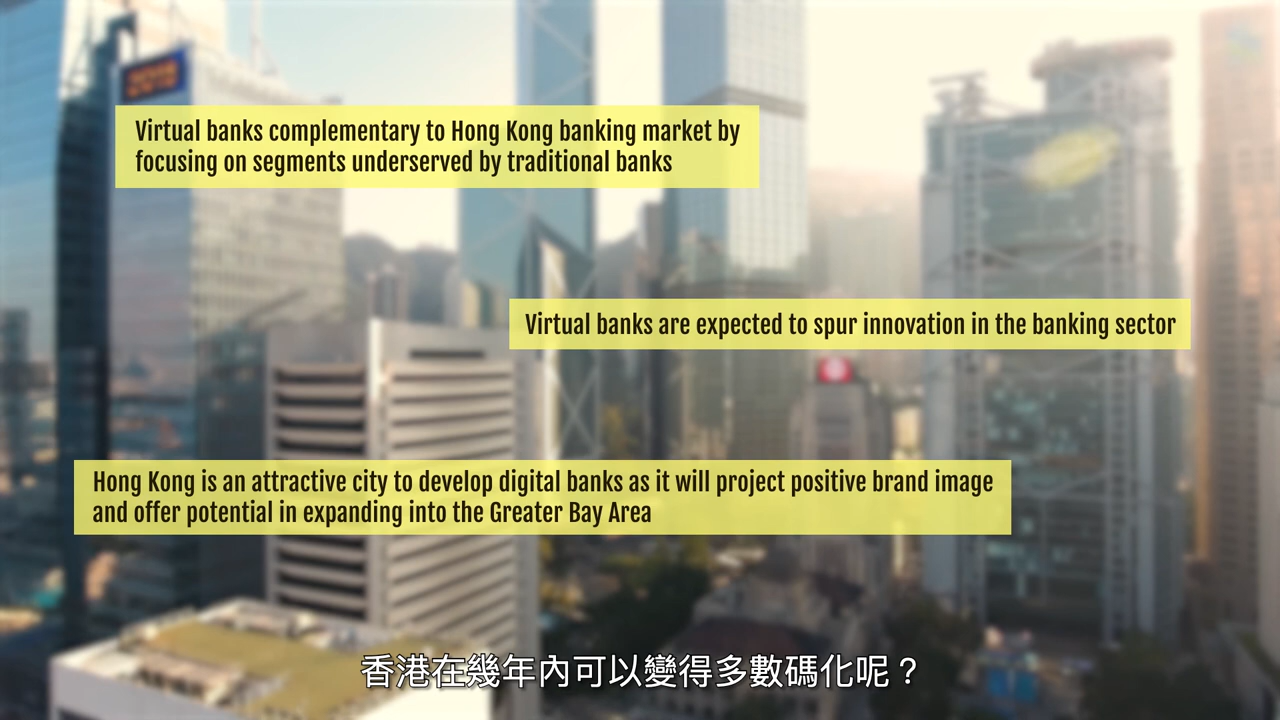 Virtual banks complementary to Hong Kong banking market by
focusing on segments underserved by traditional banks
Virtual banks are expected to spur innovation in the banking sector
Hong Kong is an attractive city to develop digital banks as it will project positive brand image
and offer potential in expanding into the Greater Bay Area
香港在幾年內可以變得多數碼化呢？